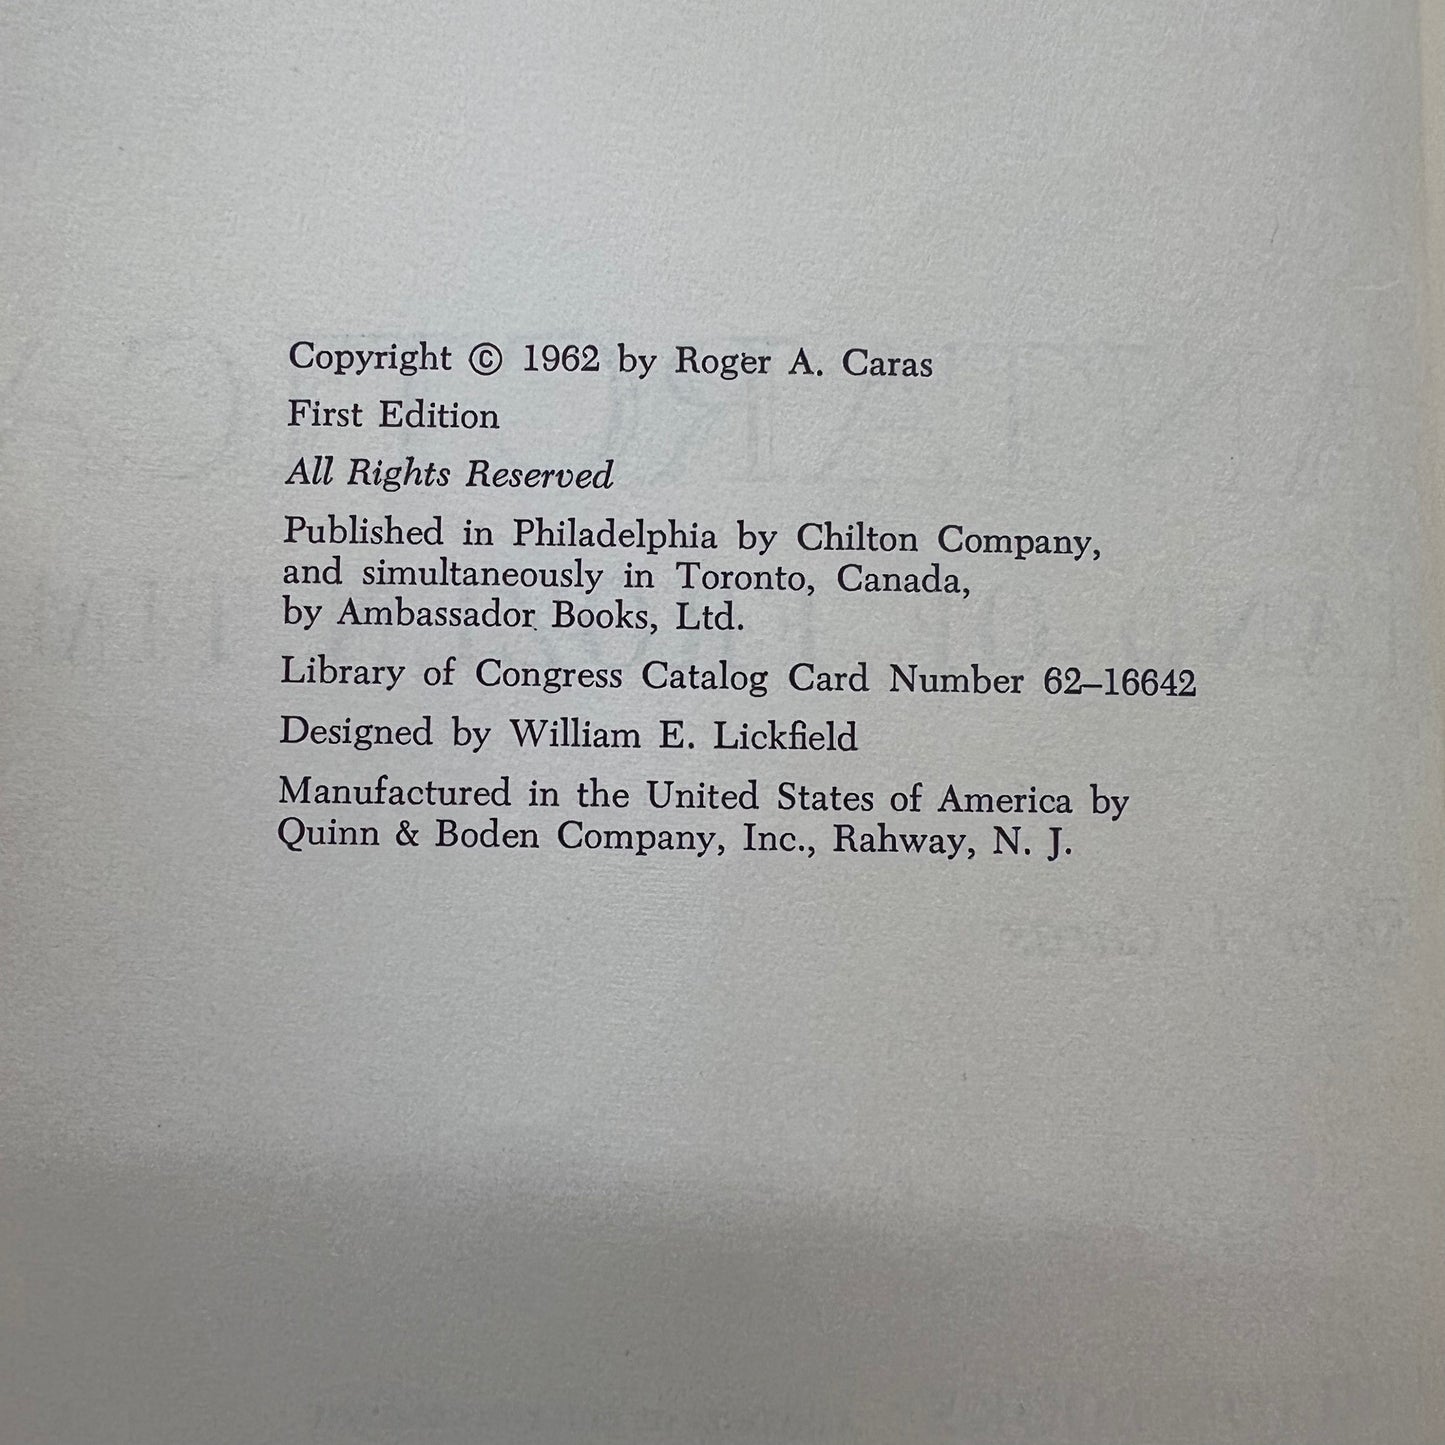 Copyright © 1962 by Roger A. Caras
First Edition
All Rights Reserved
Published in Philadelphia by Chilton Company,
and simultaneously in Toronto, Canada,
by Ambassador Books, Ltd.
Library of Congress Catalog Card Number 62–16642
Designed by William E. Lickfield
Manufactured in the United States of America by
Quinn & Boden Company, Inc., Rahway, N. J.